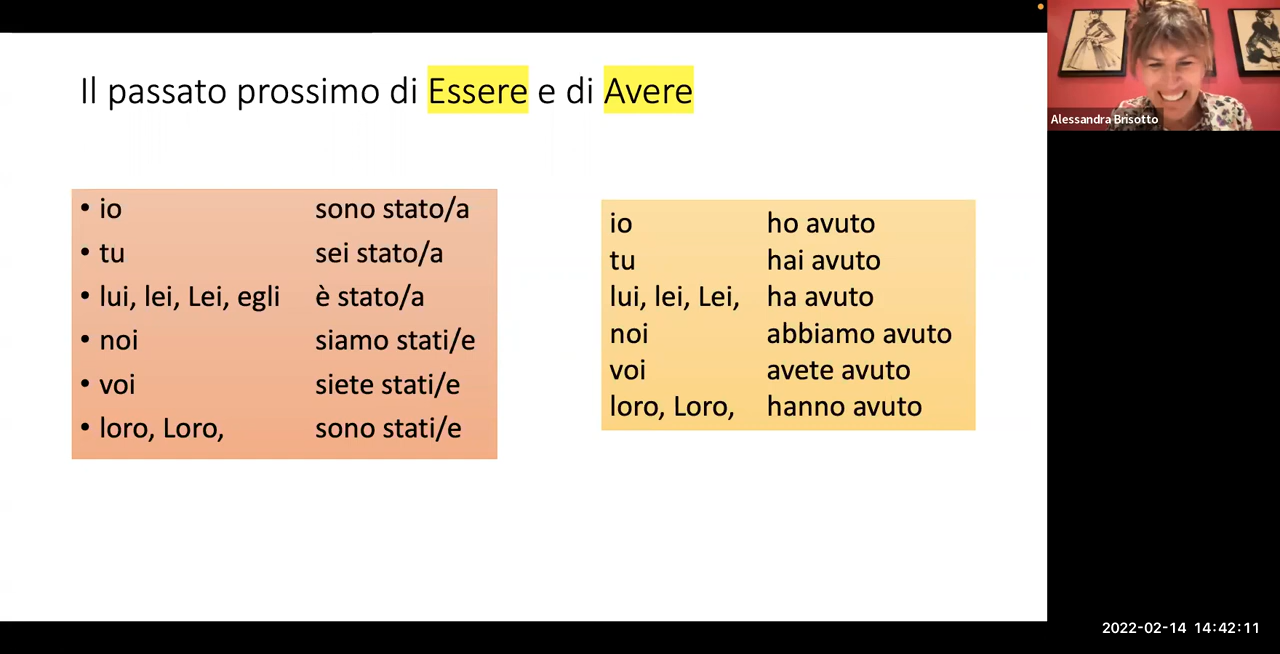 Il passato prossimo di Essere e di Avere
Alessandra Brisotto
• io sono stato/a
• tu sei stato/a
• lui, lei, Lei, egli è stato/a
• noi siamo stati/e
• voi siete stati/e
• loro, Loro, sono stati/e
io ho avuto
tu hai avuto
lui, lei, Lei, ha avuto
noi abbiamo avuto
voi avete avuto
loro, Loro, hanno avuto
2022-02-14 14:42:11